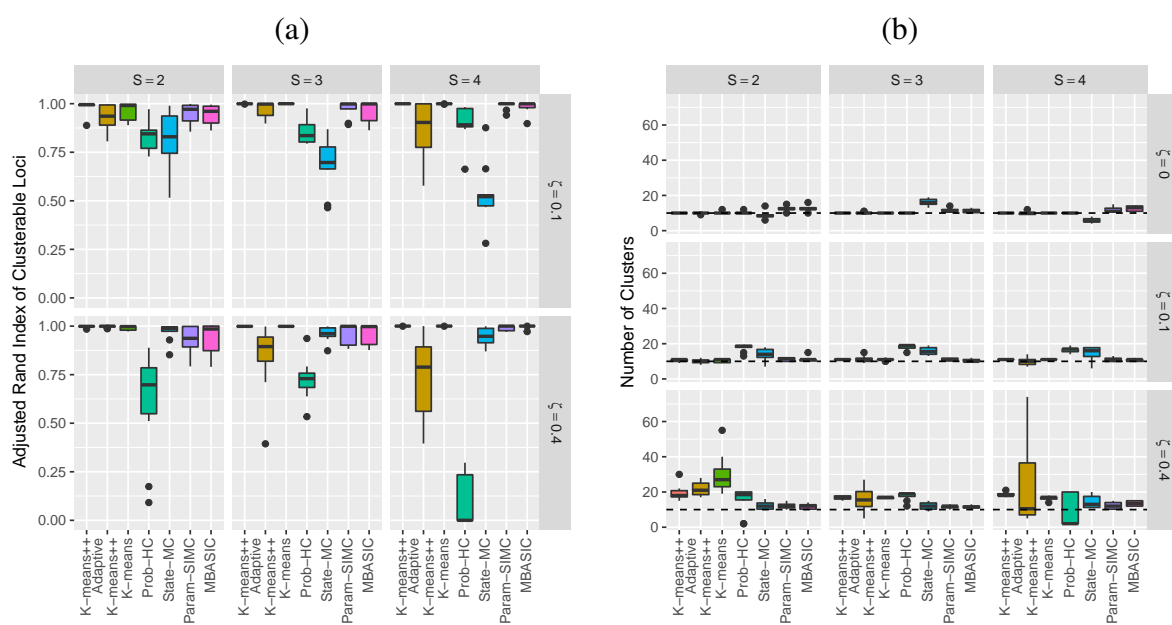 (a)
S = 2
S = 3
S = 4
Adjusted Rand Index of Clusterable Loci
1.00
0.75
0.50
0.25
0.00
ζ = 0.1
1.00
0.75
0.50
0.25
0.00
ζ = 0.4
K−means++
Adaptive
K−means++
K−means
Prob−HC
State−MC
Param−SIMC
MBASIC
K−means++
Adaptive
K−means++
K−means
Prob−HC
State−MC
Param−SIMC
MBASIC
K−means++
Adaptive
K−means++
K−means
Prob−HC
State−MC
Param−SIMC
MBASIC
(b)
S = 2
S = 3
S = 4
Number of Clusters
60
40
20
0
ζ = 0
60
40
20
0
ζ = 0.1
60
40
20
0
ζ = 0.4
K−means++
Adaptive
K−means++
K−means
Prob−HC
State−MC
Param−SIMC
MBASIC
K−means++
Adaptive
K−means++
K−means
Prob−HC
State−MC
Param−SIMC
MBASIC
K−means++
Adaptive
K−means++
K−means
Prob−HC
State−MC
Param−SIMC
MBASIC